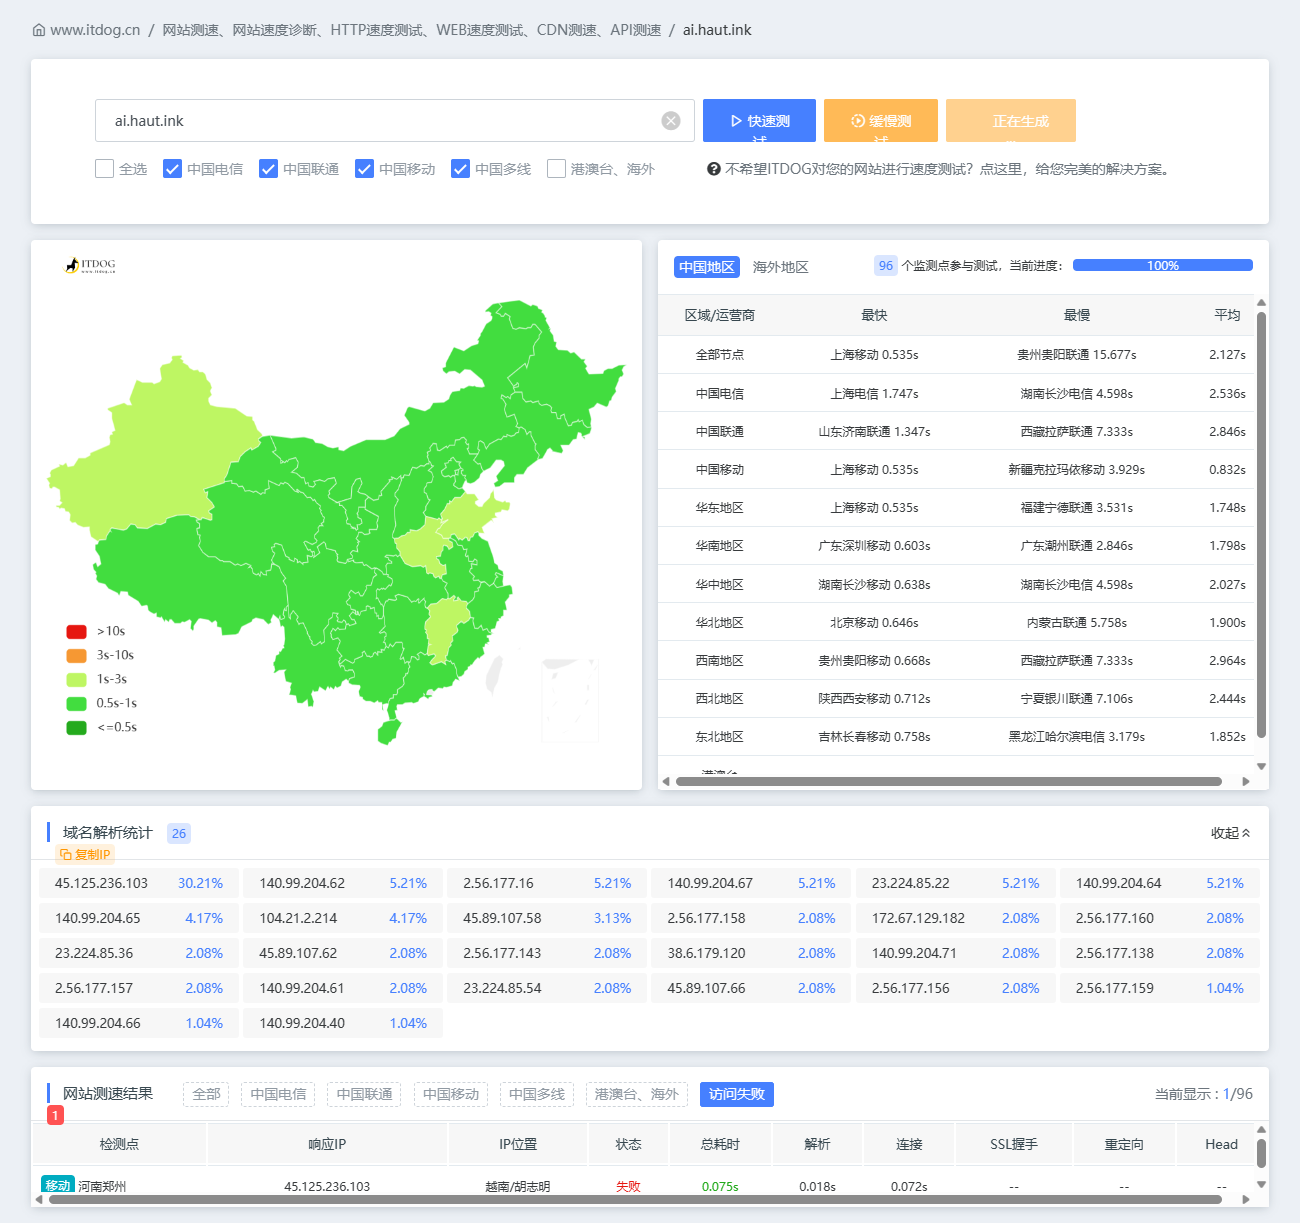 www.itdog.cn / 网站测速、网站速度诊断、HTTP速度测试、WEB速度测试、CDN测速、API测速 / ai.haut.ink
ai.haut.ink 快速测试 缓慢测试 正在生成
全选 中国电信 中国联通 中国移动 中国多线 港澳台、海外 不希望ITDOG对您的网站进行速度测试？点这里，给您完美的解决方案。
ITDOG
www.itdog.cn
>10s
3s-10s
1s-3s
0.5s-1s
<=0.5s
中国地区 海外地区 96 个监测点参与测试，当前进度： 100%
区域/运营商 最快 最慢 平均
全部节点 上海移动 0.535s 贵州贵阳联通 15.677s 2.127s
中国电信 上海电信 1.747s 湖南长沙电信 4.598s 2.536s
中国联通 山东济南联通 1.347s 西藏拉萨联通 7.333s 2.846s
中国移动 上海移动 0.535s 新疆克拉玛依移动 3.929s 0.832s
华东地区 上海移动 0.535s 福建宁德联通 3.531s 1.748s
华南地区 广东深圳移动 0.603s 广东潮州联通 2.846s 1.798s
华中地区 湖南长沙移动 0.638s 湖南长沙电信 4.598s 2.027s
华北地区 北京移动 0.646s 内蒙古联通 5.758s 1.900s
西南地区 贵州贵阳移动 0.668s 西藏拉萨联通 7.333s 2.964s
西北地区 陕西西安移动 0.712s 宁夏银川联通 7.106s 2.444s
东北地区 吉林长春移动 0.758s 黑龙江哈尔滨电信 3.179s 1.852s
港澳台
域名解析统计 26 收起
复制IP
45.125.236.103 30.21% 140.99.204.62 5.21% 2.56.177.16 5.21% 140.99.204.67 5.21% 23.224.85.22 5.21% 140.99.204.64 5.21%
140.99.204.65 4.17% 104.21.2.214 4.17% 45.89.107.58 3.13% 2.56.177.158 2.08% 172.67.129.182 2.08% 2.56.177.160 2.08%
23.224.85.36 2.08% 45.89.107.62 2.08% 2.56.177.143 2.08% 38.6.179.120 2.08% 140.99.204.71 2.08% 2.56.177.138 2.08%
2.56.177.157 2.08% 140.99.204.61 2.08% 23.224.85.54 2.08% 45.89.107.66 2.08% 2.56.177.156 2.08% 2.56.177.159 1.04%
140.99.204.66 1.04% 140.99.204.40 1.04%
网站测速结果 全部 中国电信 中国联通 中国移动 中国多线 港澳台、海外 访问失败 当前显示 : 1/96
1
检测点 响应IP IP位置 状态 总耗时 解析 连接 SSL握手 重定向 Head
移动 河南郑州 45.125.236.103 越南/胡志明 失败 0.075s 0.018s 0.072s -- -- --